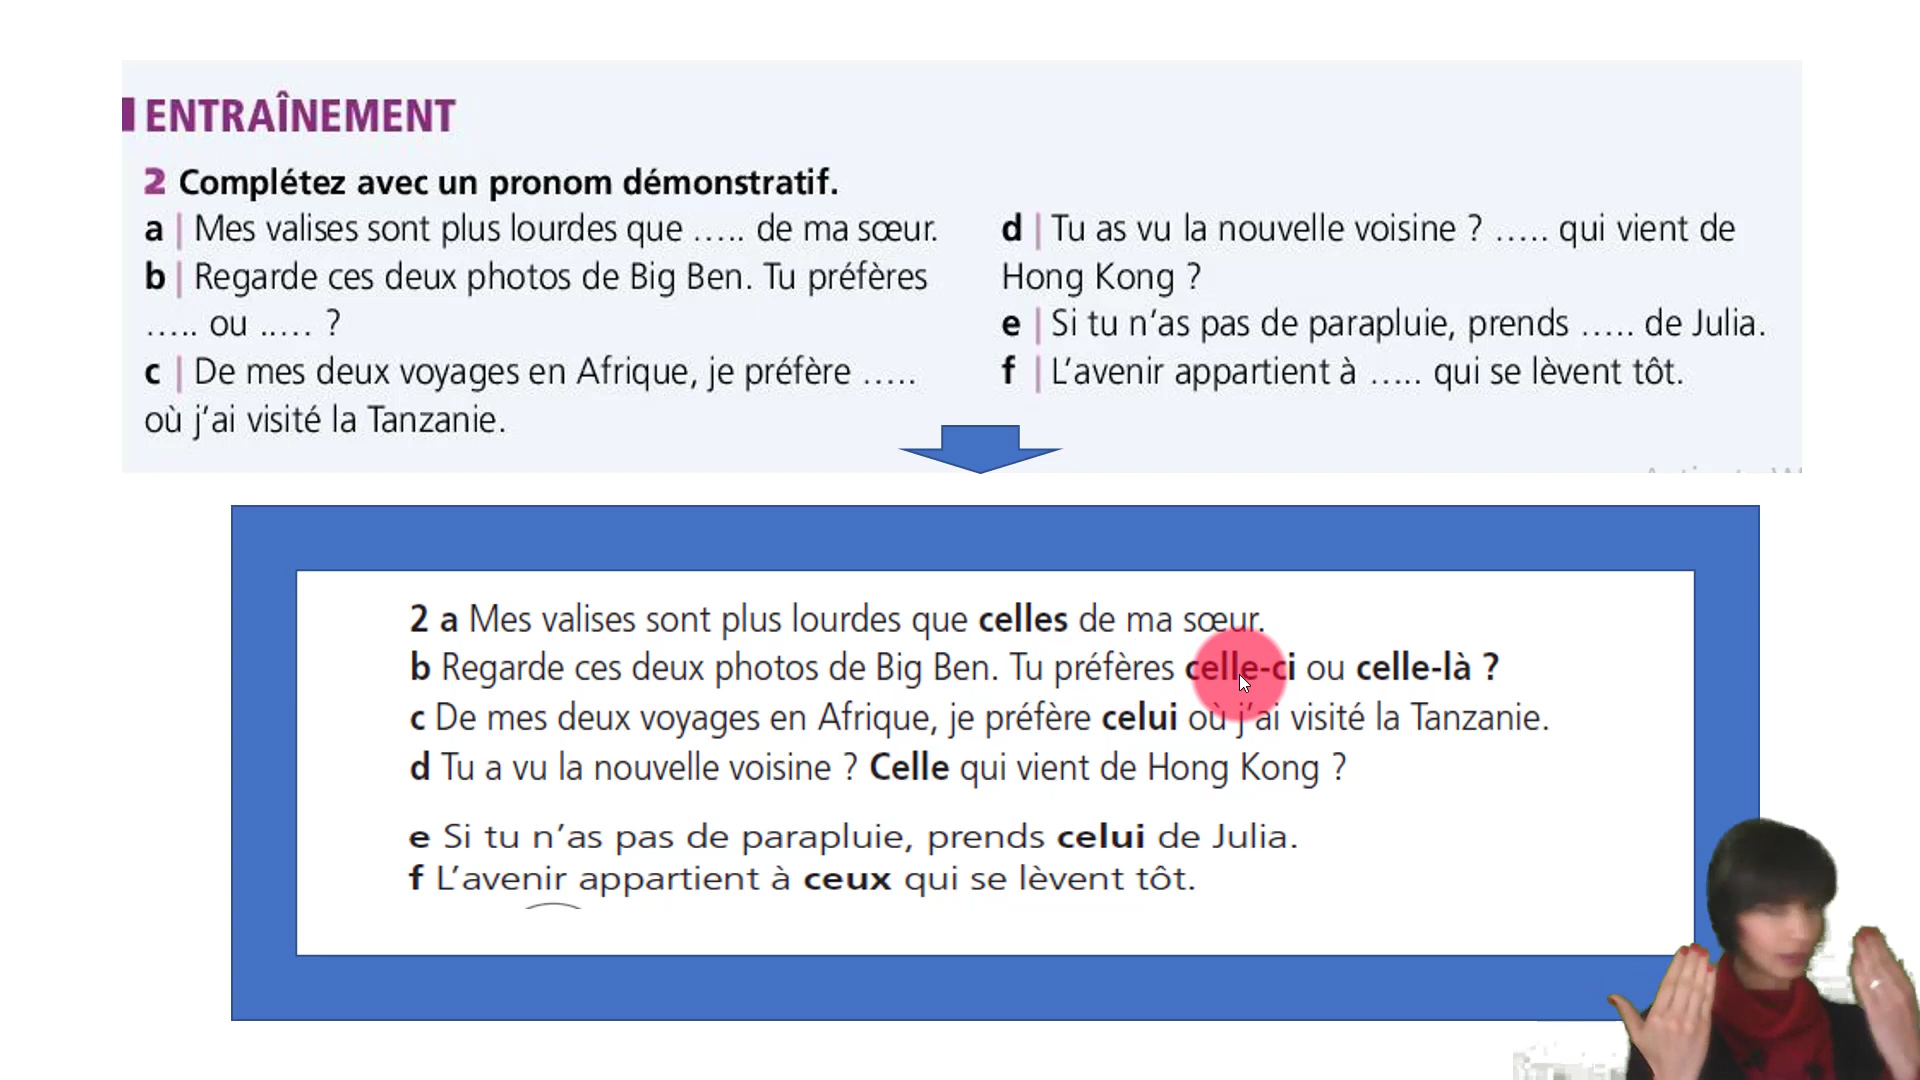 ENTRAÎNEMENT
2 Complétez avec un pronom démonstratif.
a | Mes valises sont plus lourdes que ..... de ma sœur.
b | Regarde ces deux photos de Big Ben. Tu préfères
..... ou ..... ?
c | De mes deux voyages en Afrique, je préfère .....
où j'ai visité la Tanzanie.
d | Tu as vu la nouvelle voisine ? ..... qui vient de
Hong Kong ?
e | Si tu n'as pas de parapluie, prends ..... de Julia.
f | L'avenir appartient à ..... qui se lèvent tôt.
2 a Mes valises sont plus lourdes que celles de ma sœur.
b Regarde ces deux photos de Big Ben. Tu préfères celle-ci ou celle-là ?
c De mes deux voyages en Afrique, je préfère celui où j'ai visité la Tanzanie.
d Tu a vu la nouvelle voisine ? Celle qui vient de Hong Kong ?
e Si tu n'as pas de parapluie, prends celui de Julia.
f L'avenir appartient à ceux qui se lèvent tôt.